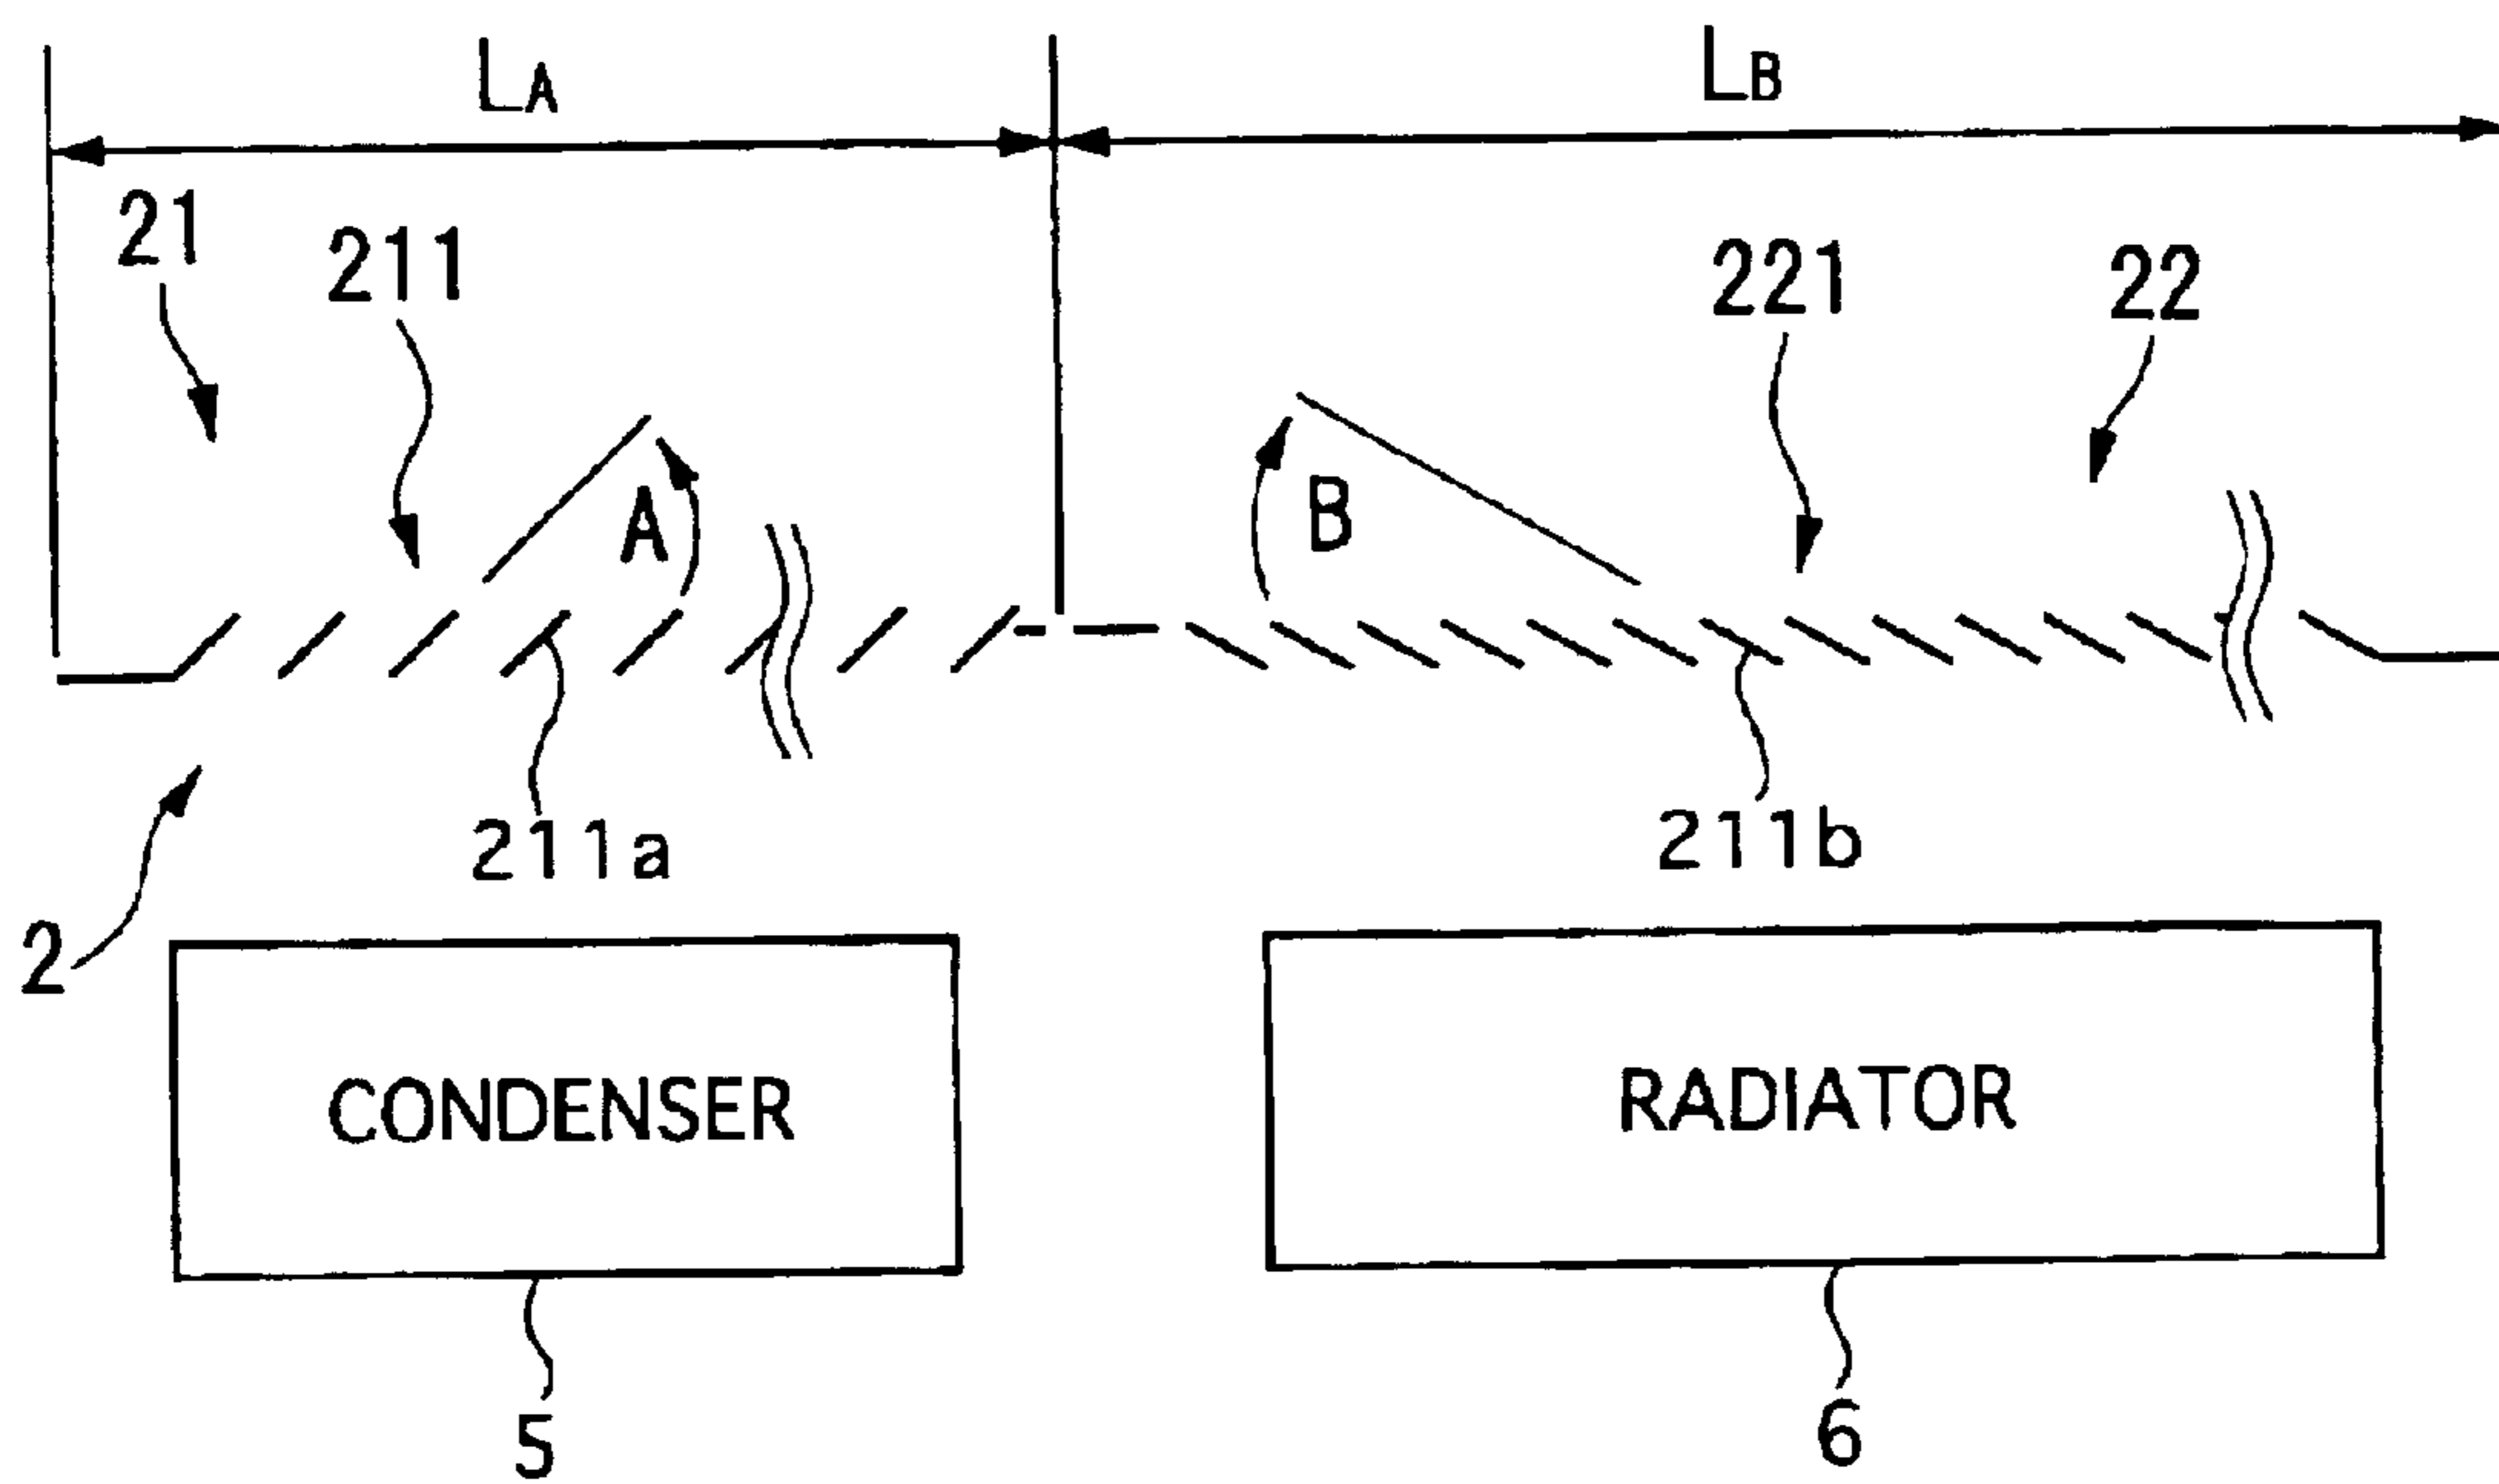 LA LB
21 211 221 22
A B
211a 211b
2
CONDENSER RADIATOR
5 6